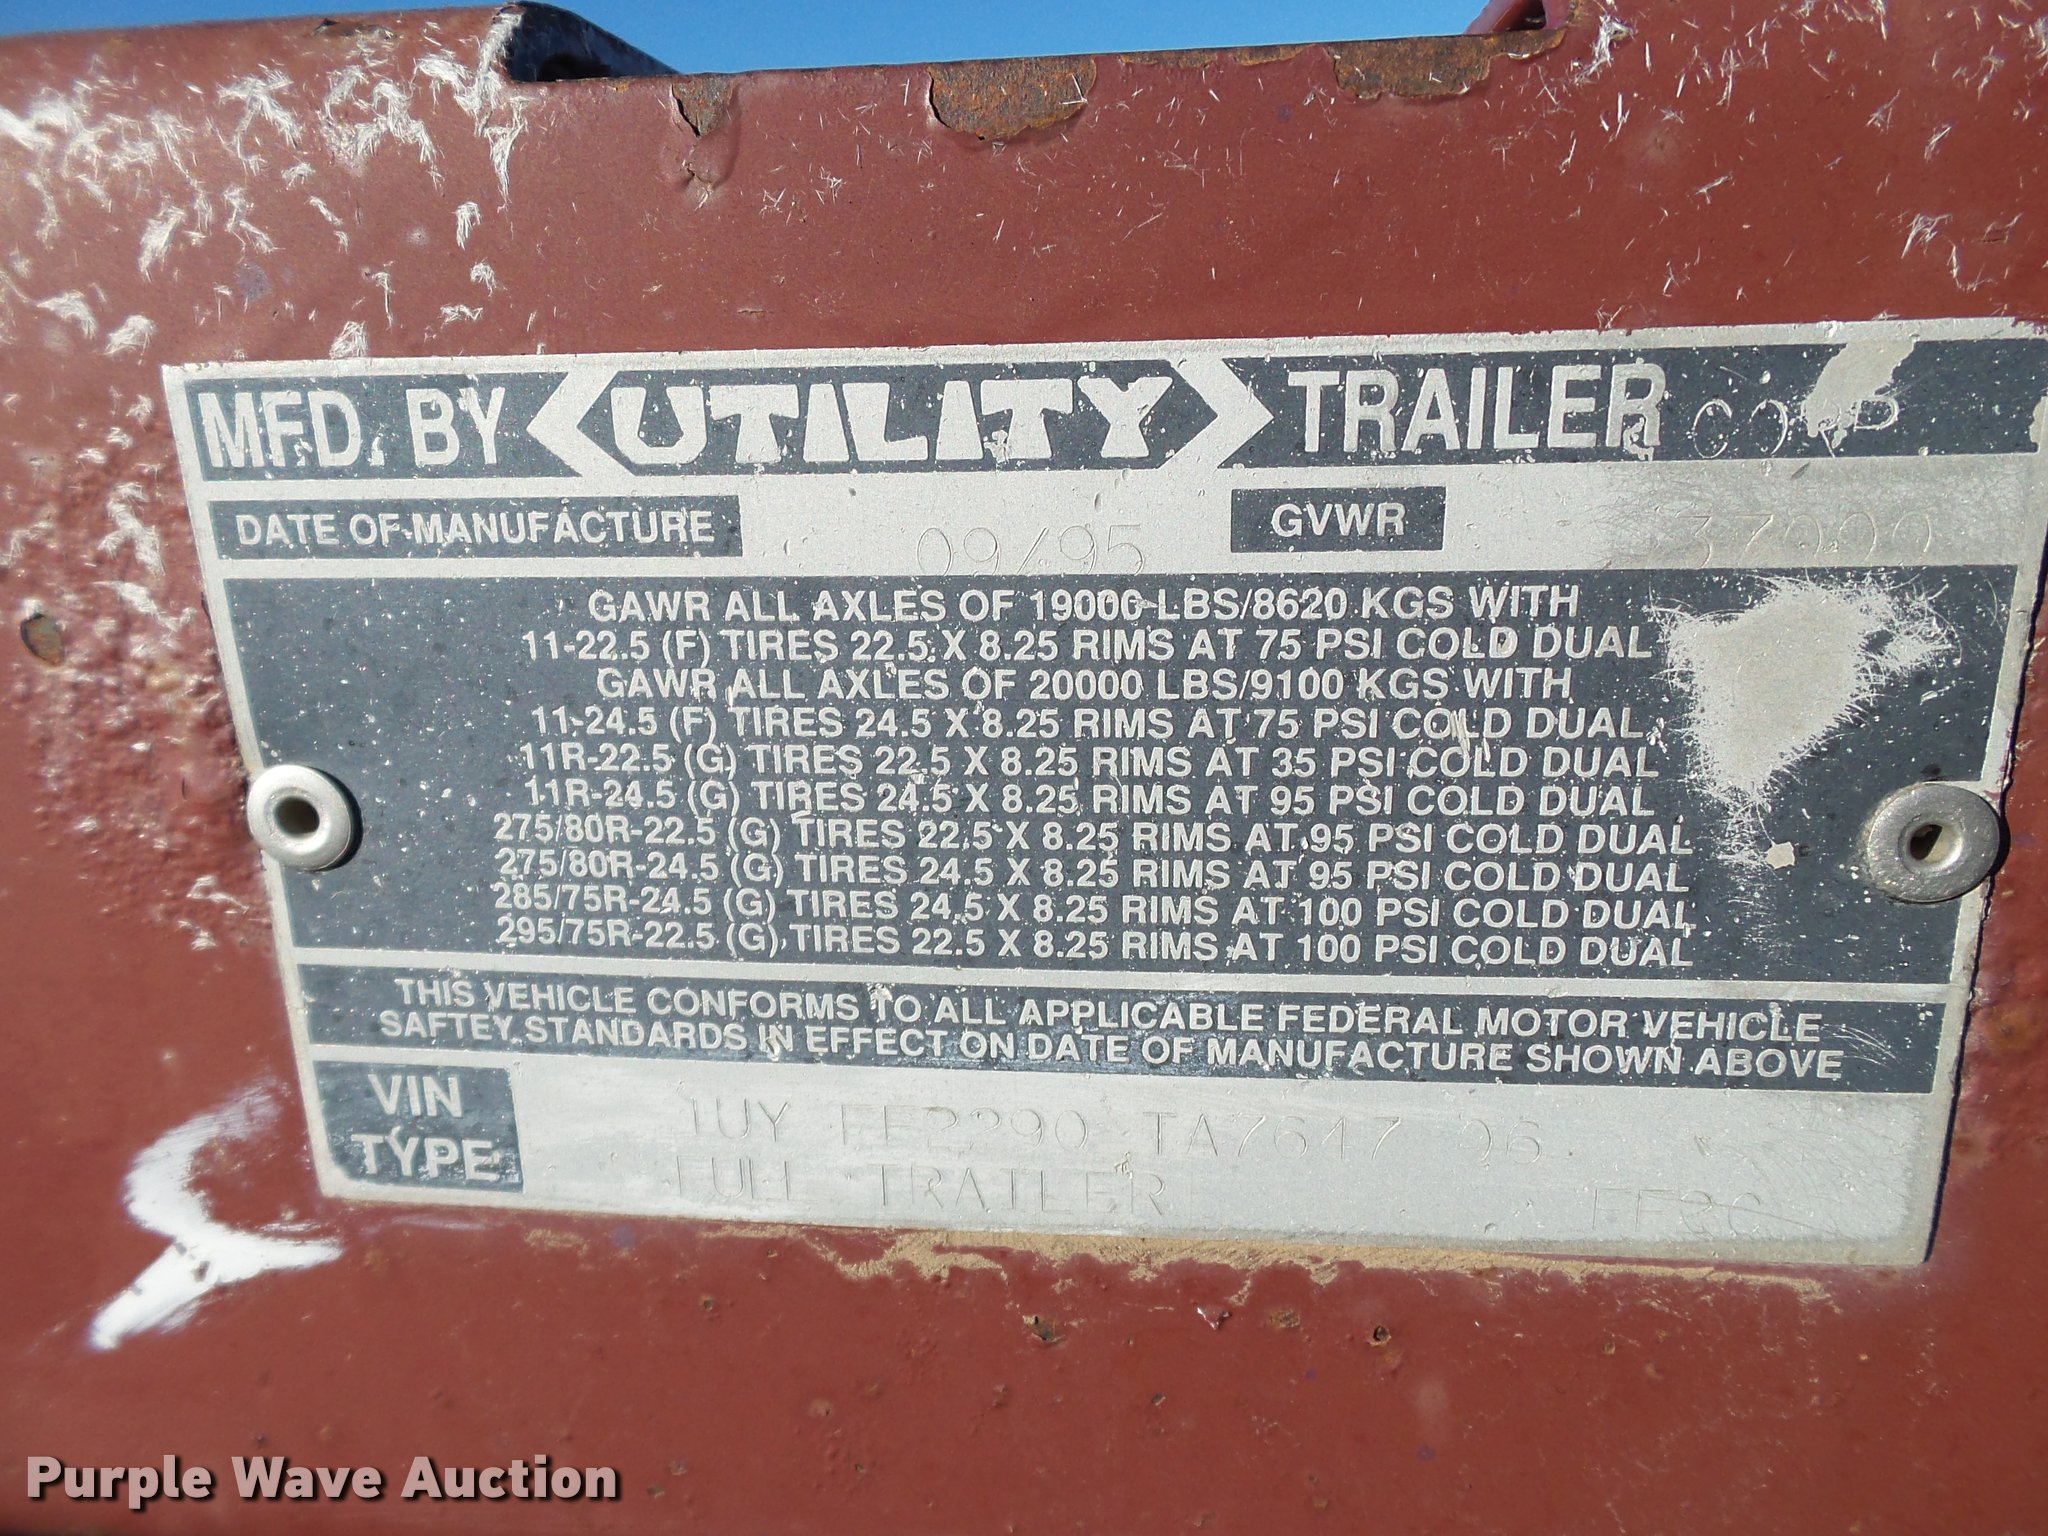 MFD. BY UTILITY TRAILER CORP
DATE OF MANUFACTURE 09/95 GVWR 37000
GAWR ALL AXLES OF 19000 LBS/8620 KGS WITH
11-22.5 (F) TIRES 22.5 X 8.25 RIMS AT 75 PSI COLD DUAL
GAWR ALL AXLES OF 20000 LBS/9100 KGS WITH
11-24.5 (F) TIRES 24.5 X 8.25 RIMS AT 75 PSI COLD DUAL
11R-22.5 (G) TIRES 22.5 X 8.25 RIMS AT 35 PSI COLD DUAL
11R-24.5 (G) TIRES 24.5 X 8.25 RIMS AT 95 PSI COLD DUAL
275/80R-22.5 (G) TIRES 22.5 X 8.25 RIMS AT 95 PSI COLD DUAL
275/80R-24.5 (G) TIRES 24.5 X 8.25 RIMS AT 95 PSI COLD DUAL
285/75R-24.5 (G) TIRES 24.5 X 8.25 RIMS AT 100 PSI COLD DUAL
295/75R-22.5 (G) TIRES 22.5 X 8.25 RIMS AT 100 PSI COLD DUAL
THIS VEHICLE CONFORMS TO ALL APPLICABLE FEDERAL MOTOR VEHICLE
SAFTEY STANDARDS IN EFFECT ON DATE OF MANUFACTURE SHOWN ABOVE
VIN 1UY FF2290 TA7647 06
TYPE FULL TRAILER
Purple Wave Auction